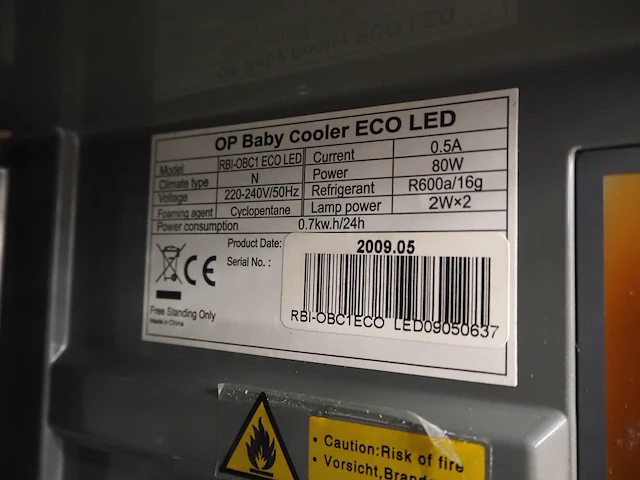 OP Baby Cooler ECO LED
Model RBI-OBC1 ECO LED Current 0.5A
Climate type N Power 80W
Voltage 220-240V/50Hz Refrigerant R600a/16g
Foaming agent Cyclopentane Lamp power 2W×2
Power consumption 0.7kw.h/24h
Product Date: 2009.05
Serial No. :
CE
RBI-OBC1ECO LED09050637
Free Standing Only
Made in China
• Caution:Risk of fire
• Vorsicht,